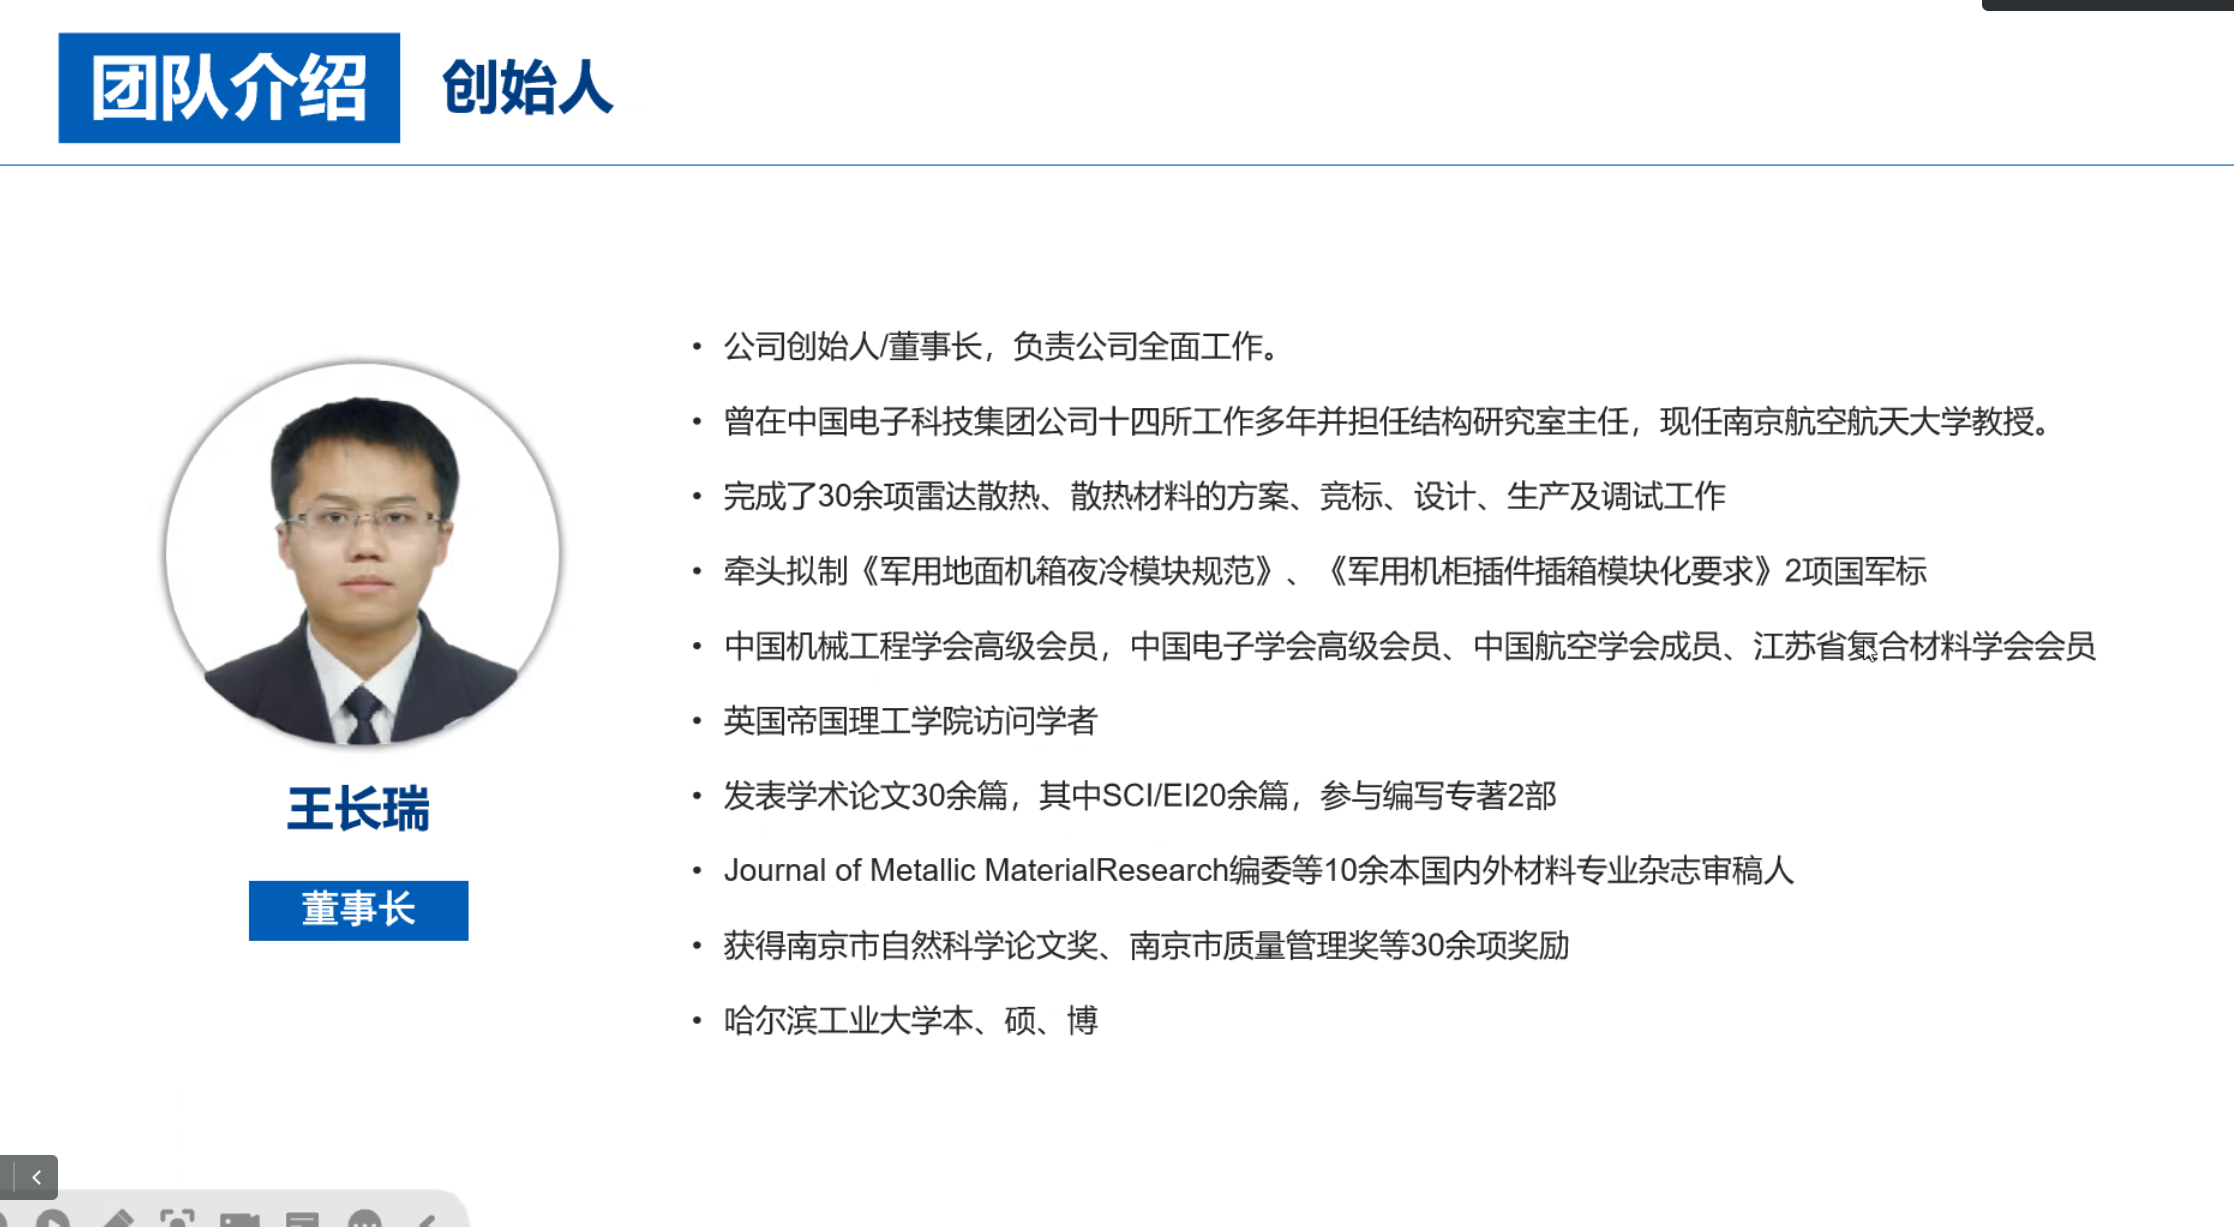 团队介绍 创始人
• 公司创始人/董事长，负责公司全面工作。
• 曾在中国电子科技集团公司十四所工作多年并担任结构研究室主任，现任南京航空航天大学教授。
• 完成了30余项雷达散热、散热材料的方案、竞标、设计、生产及调试工作
• 牵头拟制《军用地面机箱夜冷模块规范》、《军用机柜插件插箱模块化要求》2项国军标
• 中国机械工程学会高级会员，中国电子学会高级会员、中国航空学会成员、江苏省复合材料学会会员
• 英国帝国理工学院访问学者
• 发表学术论文30余篇，其中SCI/EI20余篇，参与编写专著2部
• Journal of Metallic MaterialResearch编委等10余本国内外材料专业杂志审稿人
• 获得南京市自然科学论文奖、南京市质量管理奖等30余项奖励
• 哈尔滨工业大学本、硕、博
王长瑞
董事长